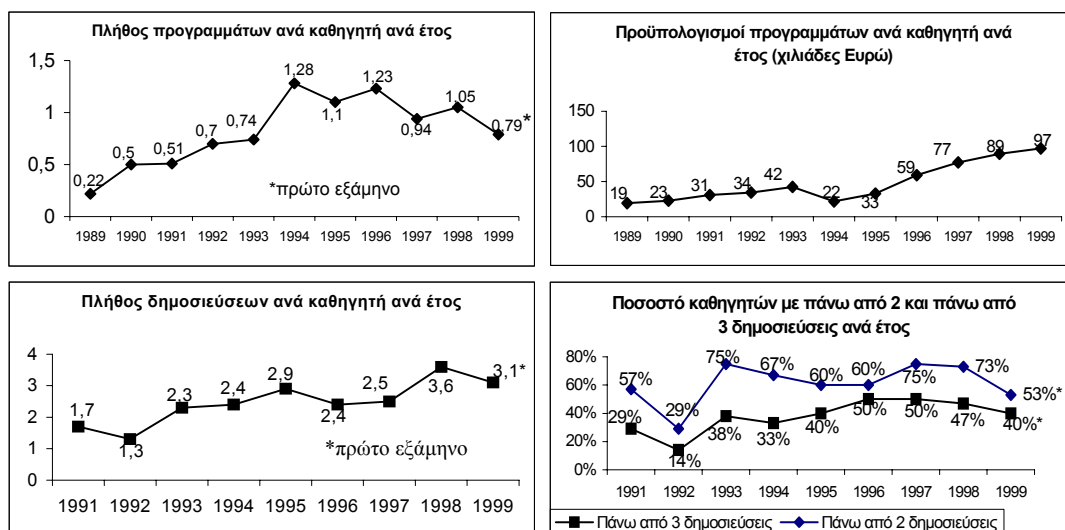 Πλήθος προγραμμάτων ανά καθηγητή ανά έτος
1,5
1
0,5
0
0,22
0,5
0,51
0,7
0,74
1,28
1,1
1,23
0,94
1,05
0,79*
*πρώτο εξάμηνο
1989 1990 1991 1992 1993 1994 1995 1996 1997 1998 1999
Προϋπολογισμοί προγραμμάτων ανά καθηγητή ανά
έτος (χιλιάδες Ευρώ)
150
100
50
0
19 23 31 34 42 22 33 59 77 89 97
1989 1990 1991 1992 1993 1994 1995 1996 1997 1998 1999
Πλήθος δημοσιεύσεων ανά καθηγητή ανά έτος
4
3
2
1
0
1,7
1,3
2,3
2,4
2,9
2,4
2,5
3,6
3,1*
*πρώτο εξάμηνο
1991 1992 1993 1994 1995 1996 1997 1998 1999
Ποσοστό καθηγητών με πάνω από 2 και πάνω από
3 δημοσιεύσεις ανά έτος
80%
60%
40%
20%
0%
57% 29% 75% 67% 60% 60% 75% 73% 53%*
29% 14% 38% 33% 40% 50% 50% 47% 40%*
1991 1992 1993 1994 1995 1996 1997 1998 1999
Πάνω από 3 δημοσιεύσεις Πάνω από 2 δημοσιεύσεις